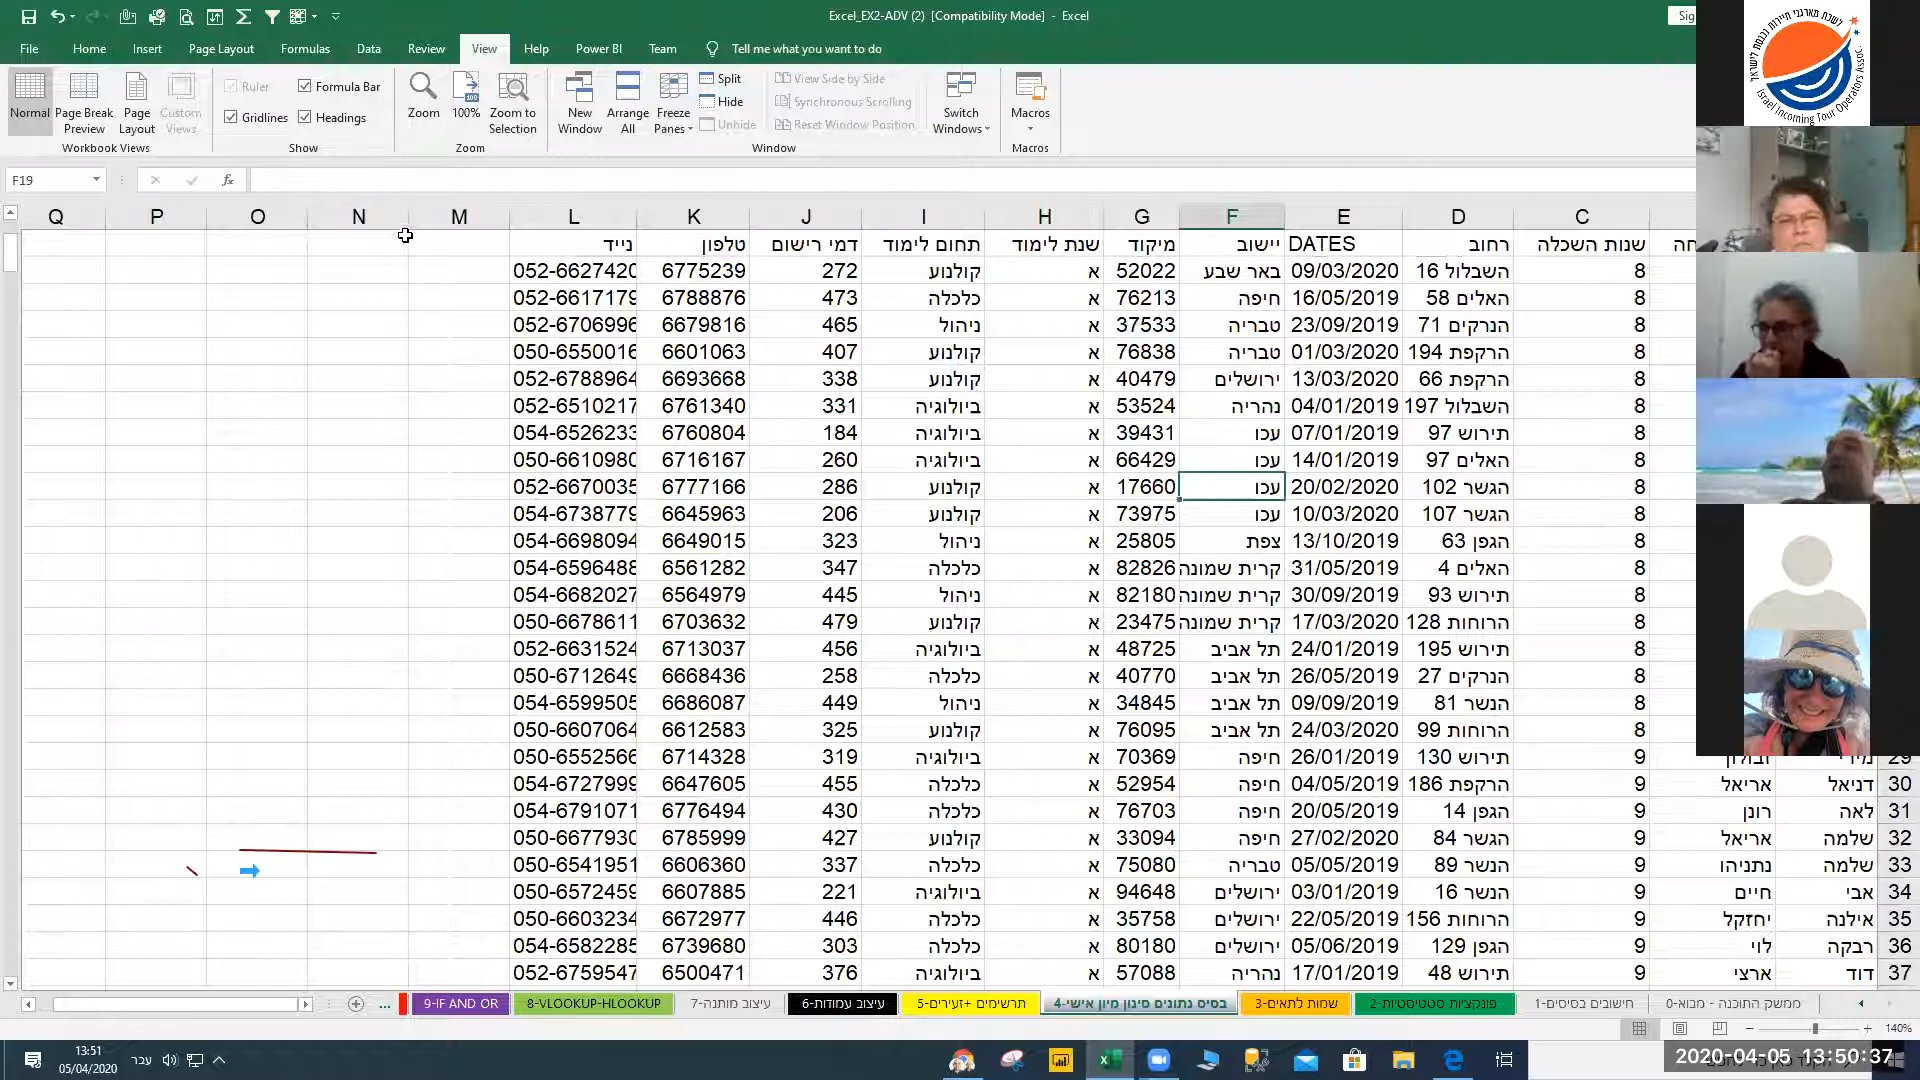 Excel_EX2-ADV (2) [Compatibility Mode] - Excel
Sig
File Home Insert Page Layout Formulas Data Review View Help Power BI Team Tell me what you want to do
Normal Page Break Preview Page Layout Custom Views
Workbook Views
Ruler Formula Bar
Gridlines Headings
Show
Zoom 100% Zoom to Selection
Zoom
New Window Arrange All Freeze Panes
Split
Hide
Unhide
View Side by Side
Synchronous Scrolling
Reset Window Position
Window
Switch Windows
Macros
Macros
לשכת מארגני תיירות נכנסת לישראל
Israel Incoming Tour Operators Assoc.
F19
fx
Q P O N M L K J I H G F E D C
חה שנות השכלה רחוב DATES יישוב מיקוד שנת לימוד תחום לימוד דמי רישום טלפון נייד
8 השבלול 16 09/03/2020 באר שבע 52022 א קולנוע 272 6775239 052-6627420
8 האלים 58 16/05/2019 חיפה 76213 א כלכלה 473 6788876 052-6617179
8 הנרקים 71 23/09/2019 טבריה 37533 א ניהול 465 6679816 052-6706996
8 הרקפת 194 01/03/2020 טבריה 76838 א קולנוע 407 6601063 050-6550016
8 הרקפת 66 13/03/2020 ירושלים 40479 א קולנוע 338 6693668 052-6788964
8 השבלול 197 04/01/2019 נהריה 53524 א ביולוגיה 331 6761340 052-6510217
8 תירוש 97 07/01/2019 עכו 39431 א ביולוגיה 184 6760804 054-6526233
8 האלים 97 14/01/2019 עכו 66429 א ביולוגיה 260 6716167 050-6610980
8 הגשר 102 20/02/2020 עכו 17660 א קולנוע 286 6777166 052-6670035
8 הגשר 107 10/03/2020 עכו 73975 א קולנוע 206 6645963 054-6738779
8 הגפן 63 13/10/2019 צפת 25805 א ניהול 323 6649015 054-6698094
8 האלים 4 31/05/2019 קרית שמונה 82826 א כלכלה 347 6561282 054-6596488
8 תירוש 93 30/09/2019 קרית שמונה 82180 א ניהול 445 6564979 054-6682027
8 הרוחות 128 17/03/2020 קרית שמונה 23475 א קולנוע 479 6703632 050-6678611
8 תירוש 195 24/01/2019 תל אביב 48725 א ביולוגיה 456 6713037 052-6631524
8 הנרקים 27 26/05/2019 תל אביב 40770 א כלכלה 258 6668436 050-6712649
8 הנשר 81 09/09/2019 תל אביב 34845 א ניהול 449 6686087 054-6599505
8 הרוחות 99 24/03/2020 תל אביב 76095 א קולנוע 325 6612583 050-6607064
29 מירי זבולון 9 תירוש 130 26/01/2019 חיפה 70369 א ביולוגיה 319 6714328 050-6552566
30 דניאל אריאל 9 הרקפת 186 04/05/2019 חיפה 52954 א כלכלה 455 6647605 054-6727999
31 לאה רונן 9 הגפן 14 20/05/2019 חיפה 76703 א כלכלה 430 6776494 054-6791071
32 שלמה אריאל 9 הגשר 84 27/02/2020 חיפה 33094 א קולנוע 427 6785999 050-6677930
33 שלמה נתניהו 9 הנשר 89 05/05/2019 טבריה 75080 א כלכלה 337 6606360 050-6541951
34 אבי חיים 9 הנשר 16 03/01/2019 ירושלים 94648 א ביולוגיה 221 6607885 050-6572459
35 אילנה יחזקל 9 הרוחות 156 22/05/2019 ירושלים 35758 א כלכלה 446 6672977 050-6603234
36 רבקה לוי 9 הגפן 129 05/06/2019 ירושלים 80180 א כלכלה 303 6739680 054-6582285
37 דוד ארצי 9 תירוש 48 17/01/2019 נהריה 57088 א ביולוגיה 376 6500471 052-6759547
ממשק התוכנה - מבוא-0 חישובים בסיסים-1 פונקציות סטטיסטיות-2 שמות לתאים-3 בסיס נתונים סינון מיון אישי-4 תרשימים +זעירים-5 עיצוב עמודות-6 עיצוב מותנה-7 8-VLOOKUP-HLOOKUP 9-IF AND OR ...
140%
13:51
05/04/2020
עבר
2020-04-05 13:50:37